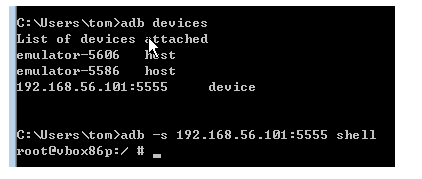 C:\Users\tom>adb devices
List of devices attached
emulator-5606   host
emulator-5586   host
192.168.56.101:5555     device
C:\Users\tom>adb -s 192.168.56.101:5555 shell
root@vbox86p:/ # _